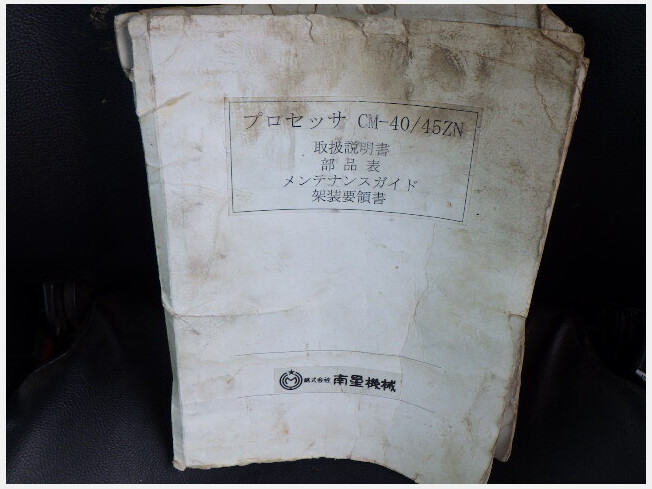 プロセッサ CM-40/45ZN
取扱説明書
部品表
メンテナンスガイド
架装要領書
株式会社 南星機械